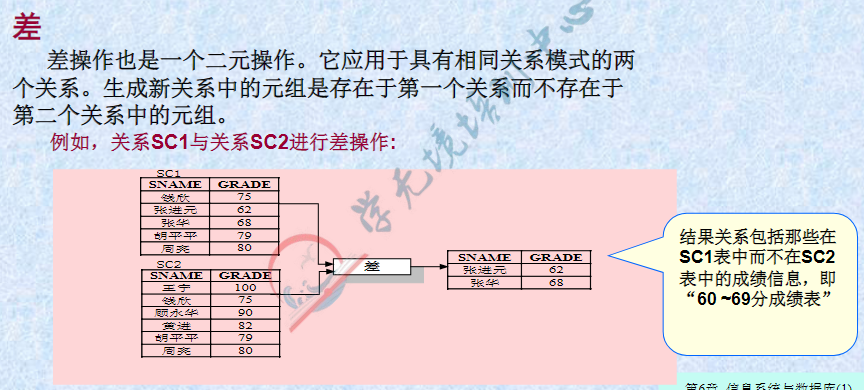 差
差操作也是一个二元操作。它应用于具有相同关系模式的两
个关系。生成新关系中的元组是存在于第一个关系而不存在于
第二个关系中的元组。
例如，关系SC1与关系SC2进行差操作:
SC1
SNAME GRADE
钱欣 75
张进元 62
张华 68
胡平平 79
周亮 80
SC2
SNAME GRADE
王宁 100
钱欣 75
顾永华 90
黄进 82
胡平平 79
周亮 80
差
SNAME GRADE
张进元 62
张华 68
结果关系包括那些在
SC1表中而不在SC2
表中的成绩信息，即
“60 ~69分成绩表”
学无境培训中心
第6章 信息系统与数据库(1)